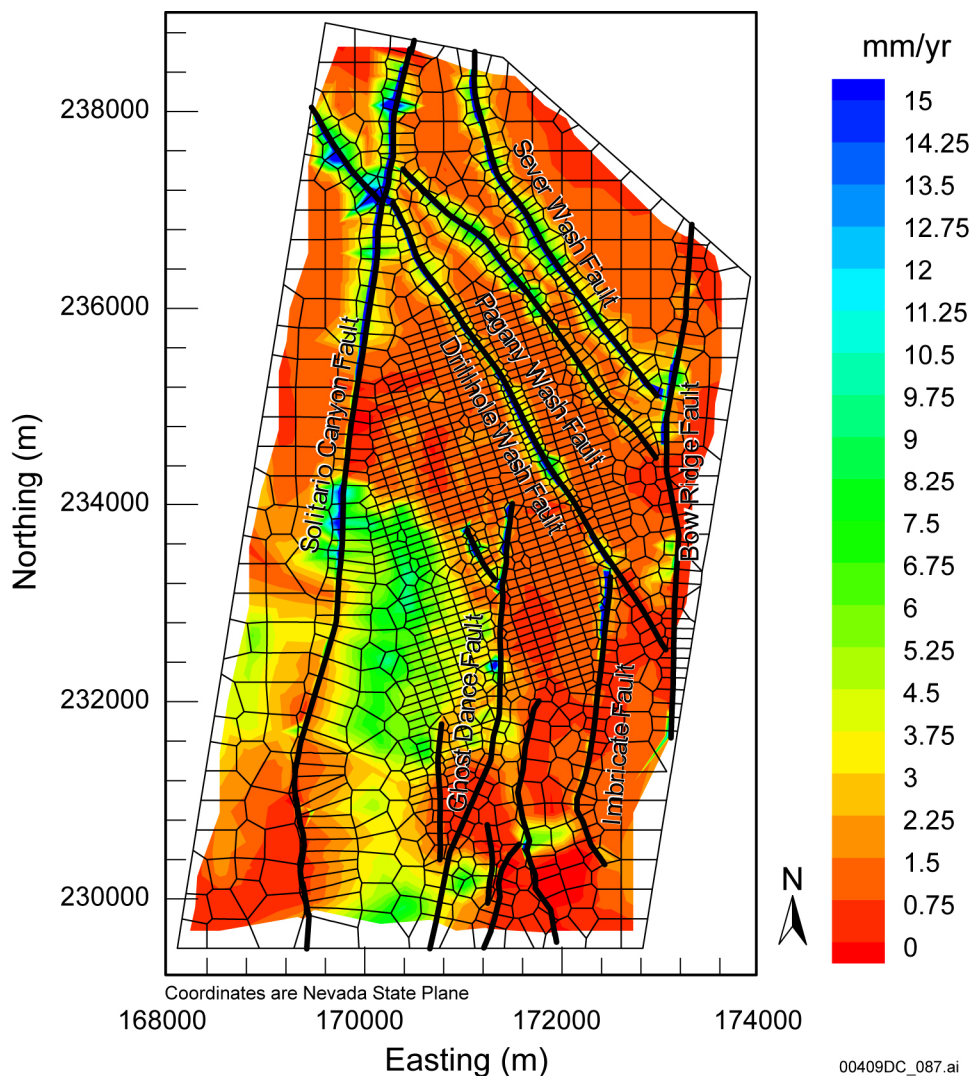 mm/yr
15
14.25
13.5
12.75
12
11.25
10.5
9.75
9
8.25
7.5
6.75
6
5.25
4.5
3.75
3
2.25
1.5
0.75
0
238000
236000
234000
232000
230000
Northing (m)
Sever Wash Fault
Pagany Wash Fault
Drillhole Wash Fault
Solitario Canyon Fault
Bow Ridge Fault
Ghost Dance Fault
Imbricate Fault
N
Coordinates are Nevada State Plane
168000 170000 172000 174000
Easting (m)
00409DC_087.ai